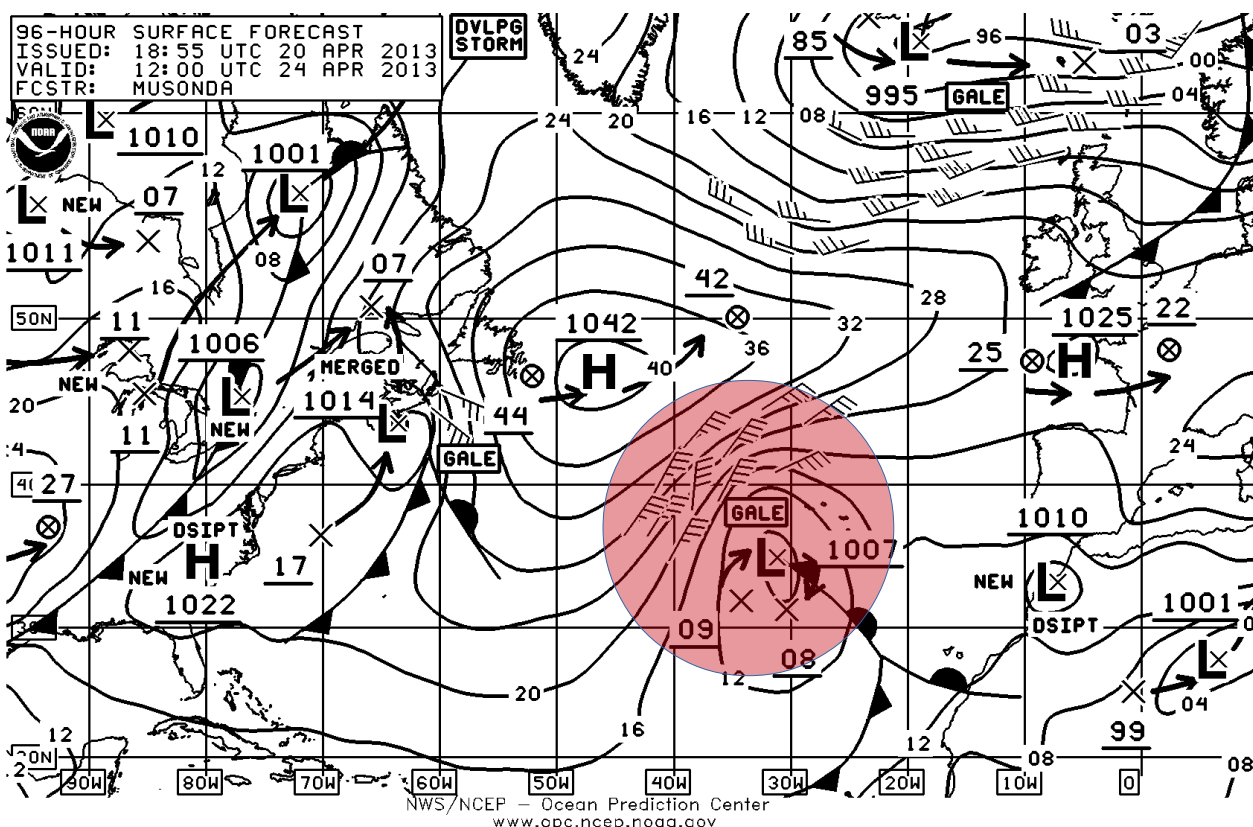 96-HOUR SURFACE FORECAST
ISSUED: 18:55 UTC 20 APR 2013
VALID: 12:00 UTC 24 APR 2013
FCSTR: MUSONDA
DVLPG
STORM
24
85
L
96
03
00
995
GALE
04
NOAA
L
1010
1001
12
24
20
16
12
08
L
NEW
07
L
1011
08
07
16
42
28
50N
11
1006
1042
32
1025
22
NEW
MERGED
H
40
36
25
H
20
L
1014
L
44
NEW
11
GALE
24
27
GALE
DSIPT
1010
H
L
1007
NEW
17
NEW
L
1022
1001
09
DSIPT
08
12
L
20
04
16
99
12
12
08
08
90W
80W
70W
60W
50W
40W
30W
20W
10W
0
NWS/NCEP – Ocean Prediction Center
www.opc.ncep.noaa.gov